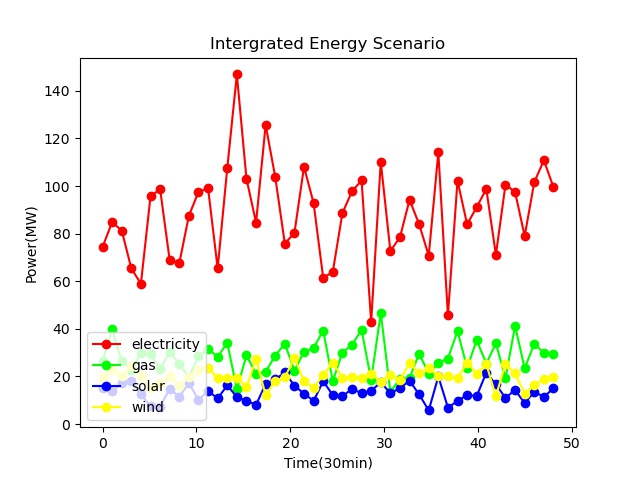 Intergrated Energy Scenario
Power(MW)
140
120
100
80
60
40
20
0
electricity
gas
solar
wind
0 10 20 30 40 50
Time(30min)